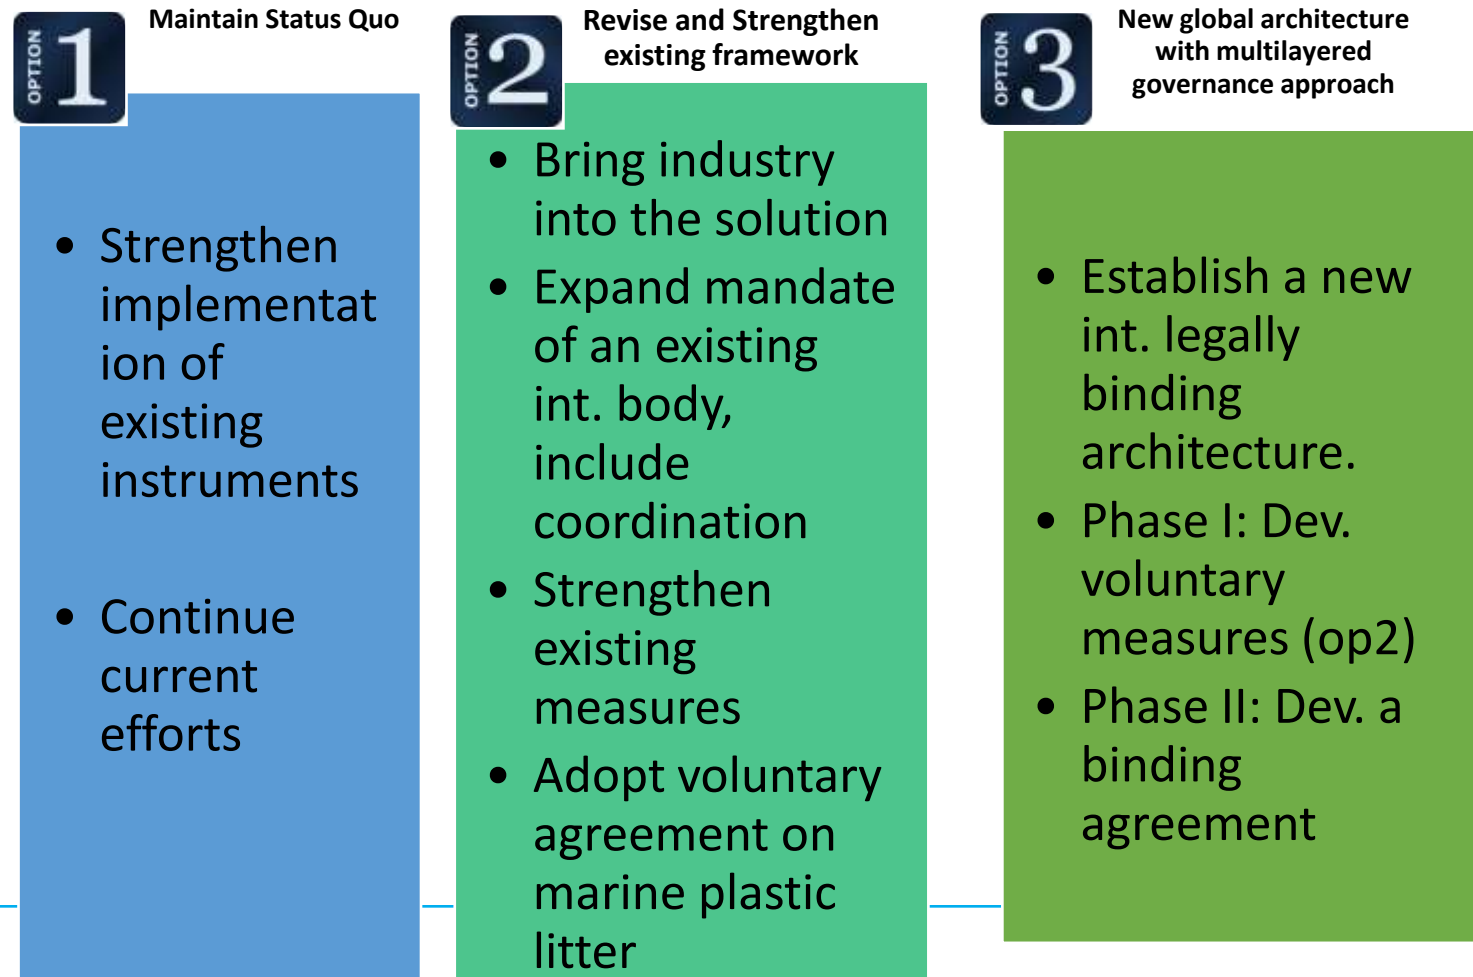 OPTION 1
Maintain Status Quo
• Strengthen
implementat
ion of
existing
instruments
• Continue
current
efforts
OPTION 2
Revise and Strengthen
existing framework
• Bring industry
into the solution
• Expand mandate
of an existing
int. body,
include
coordination
• Strengthen
existing
measures
• Adopt voluntary
agreement on
marine plastic
litter
OPTION 3
New global architecture
with multilayered
governance approach
• Establish a new
int. legally
binding
architecture.
• Phase I: Dev.
voluntary
measures (op2)
• Phase II: Dev. a
binding
agreement